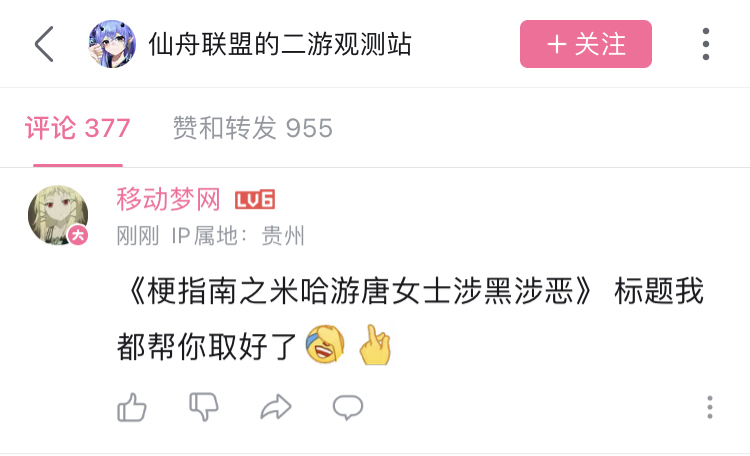 仙舟联盟的二游观测站
+ 关注
评论 377
赞和转发 955
移动梦网 LV6
大
刚刚 IP属地：贵州
《梗指南之米哈游唐女士涉黑涉恶》 标题我
都帮你取好了